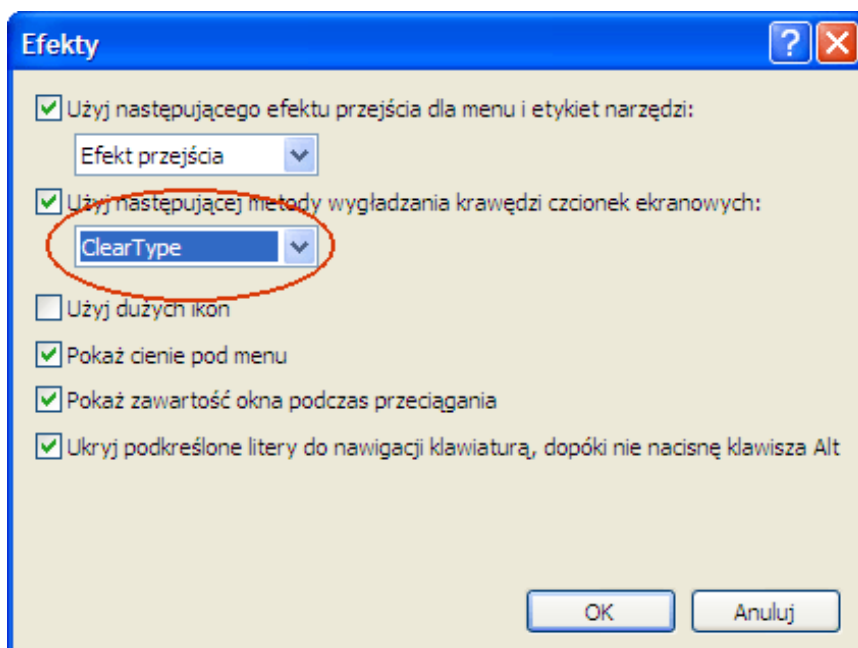 Efekty
Użyj następującego efektu przejścia dla menu i etykiet narzędzi:
Efekt przejścia
Użyj następującej metody wygładzania krawędzi czcionek ekranowych:
ClearType
Użyj dużych ikon
Pokaż cienie pod menu
Pokaż zawartość okna podczas przeciągania
Ukryj podkreślone litery do nawigacji klawiaturą, dopóki nie nacisnę klawisza Alt
OK Anuluj